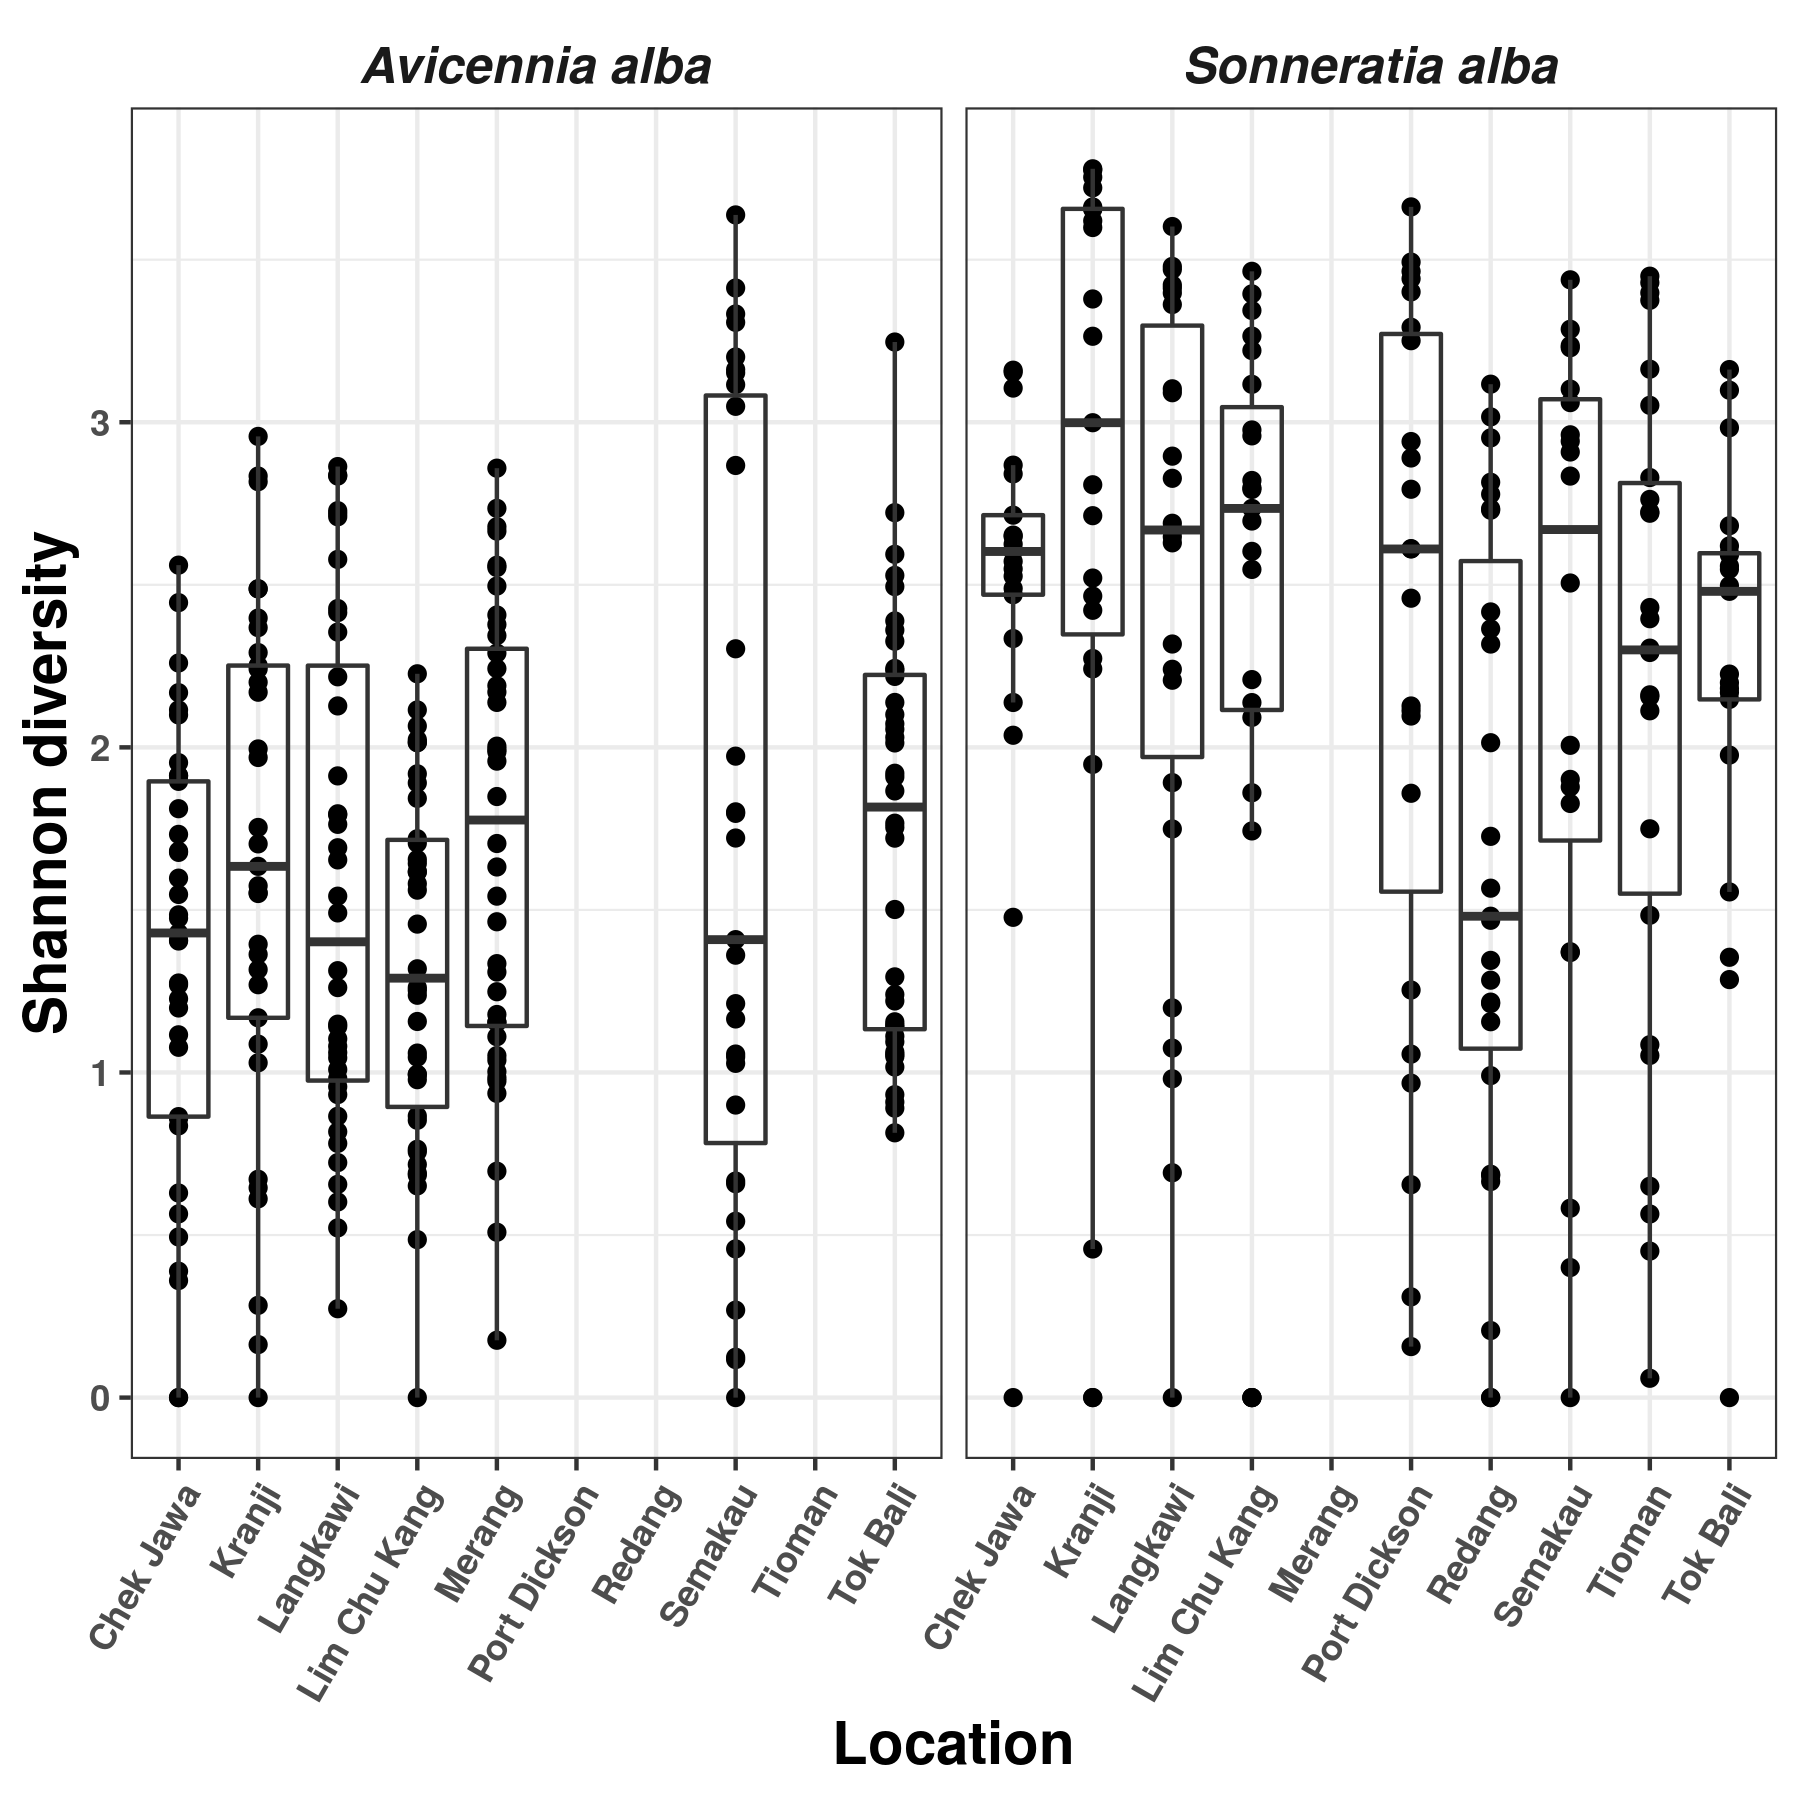 Avicennia alba
Sonneratia alba
Shannon diversity
3
2
1
0
Chek Jawa
Kranji
Langkawi
Lim Chu Kang
Merang
Port Dickson
Redang
Semakau
Tioman
Tok Bali
Chek Jawa
Kranji
Langkawi
Lim Chu Kang
Merang
Port Dickson
Redang
Semakau
Tioman
Tok Bali
Location